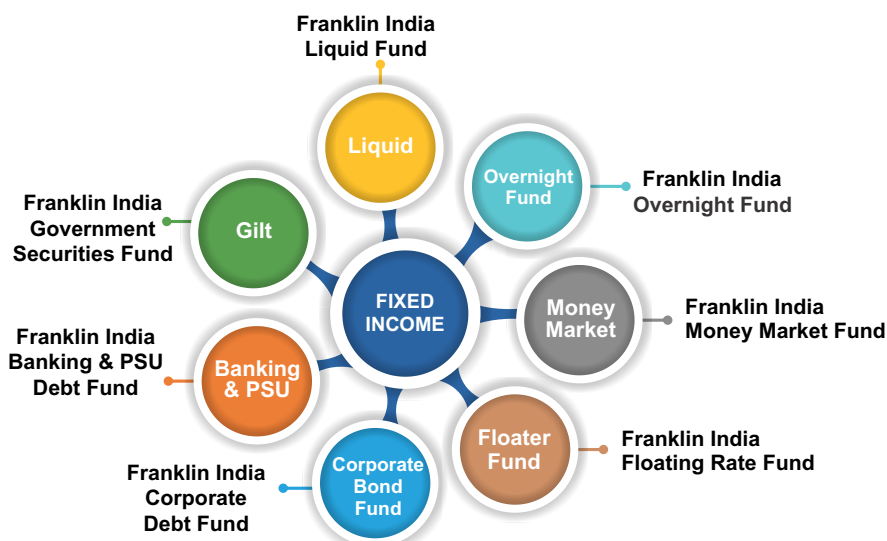 Franklin India
Liquid Fund
Liquid
Overnight
Fund
Franklin India
Overnight Fund
Franklin India
Government
Securities Fund
Gilt
FIXED
INCOME
Money
Market
Franklin India
Money Market Fund
Franklin India
Banking & PSU
Debt Fund
Banking
& PSU
Floater
Fund
Franklin India
Floating Rate Fund
Franklin India
Corporate
Debt Fund
Corporate
Bond
Fund